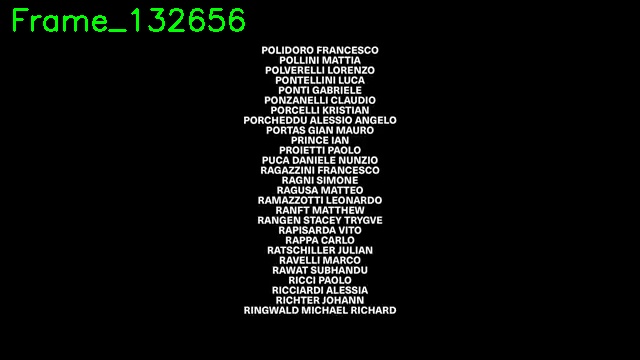 Frame_132656
POLIDORO FRANCESCO
POLLINI MATTIA
POLVERELLI LORENZO
PONTELLINI LUCA
PONTI GABRIELE
PONZANELLI CLAUDIO
PORCELLI KRISTIAN
PORCHEDDU ALESSIO ANGELO
PORTAS GIAN MAURO
PRINCE IAN
PROIETTI PAOLO
PUCA DANIELE NUNZIO
RAGAZZINI FRANCESCO
RAGNI SIMONE
RAGUSA MATTEO
RAMAZZOTTI LEONARDO
RANFT MATTHEW
RANGEN STACEY TRYGVE
RAPISARDA VITO
RAPPA CARLO
RATSCHILLER JULIAN
RAVELLI MARCO
RAWAT SUBHANDU
RICCI PAOLO
RICCIARDI ALESSIA
RICHTER JOHANN
RINGWALD MICHAEL RICHARD